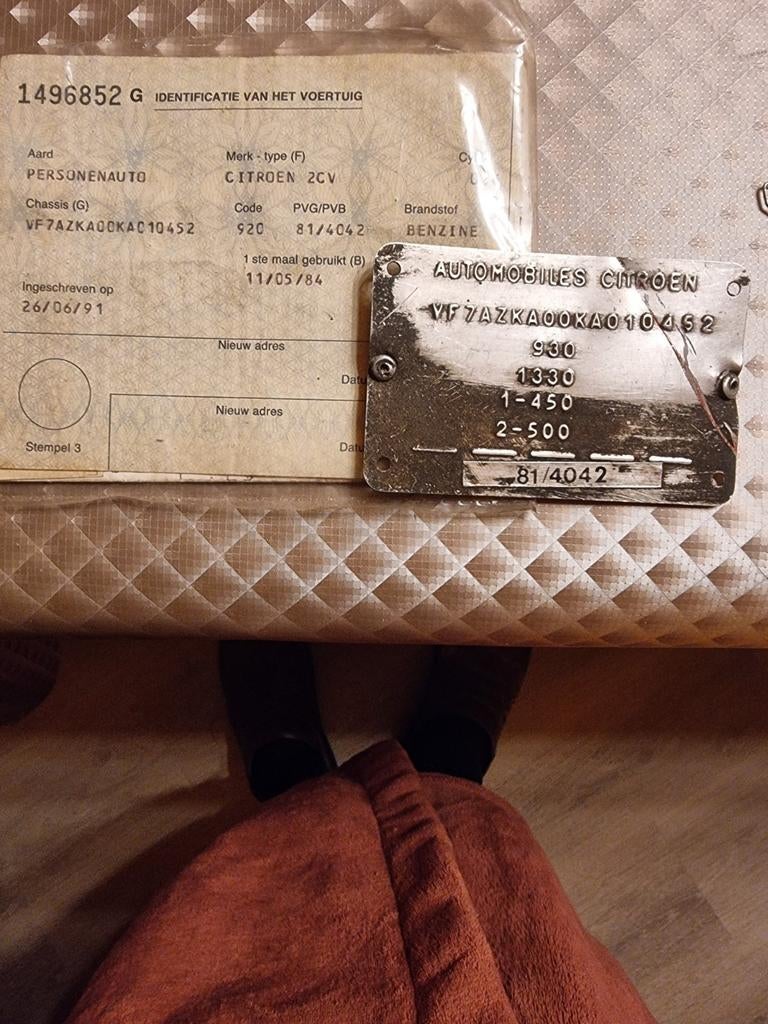 1496852 G IDENTIFICATIE VAN HET VOERTUIG
Aard Merk - type (F)
PERSONENAUTO CITROEN 2CV
Chassis (G) Code PVG/PVB Brandstof
VF7AZKA00KA010452 920 81/4042 BENZINE
1 ste maal gebruikt (B)
11/05/84
Ingeschreven op
26/06/91
Nieuw adres
Nieuw adres
Stempel 3
AUTOMOBILES CITROEN
VF7AZKA00KA010452
930
1330
1-450
2-500
81/4042